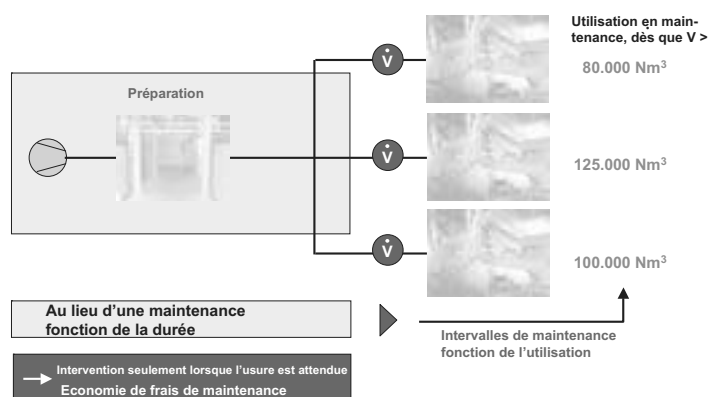 Utilisation en main-
tenance, dès que V >
V̇
80.000 Nm³
Préparation
V̇
125.000 Nm³
V̇
100.000 Nm³
Au lieu d’une maintenance
fonction de la durée
Intervalles de maintenance
fonction de l’utilisation
Intervention seulement lorsque l’usure est attendue
Economie de frais de maintenance